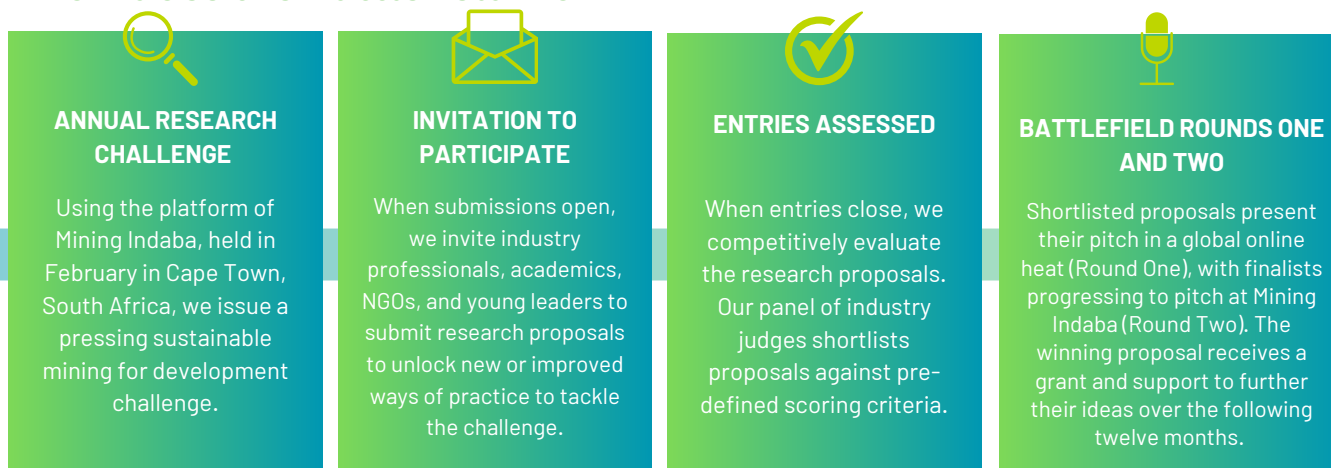 ANNUAL RESEARCH
CHALLENGE
Using the platform of
Mining Indaba, held in
February in Cape Town,
South Africa, we issue a
pressing sustainable
mining for development
challenge.
INVITATION TO
PARTICIPATE
When submissions open,
we invite industry
professionals, academics,
NGOs, and young leaders to
submit research proposals
to unlock new or improved
ways of practice to tackle
the challenge.
ENTRIES ASSESSED
When entries close, we
competitively evaluate
the research proposals.
Our panel of industry
judges shortlists
proposals against pre-
defined scoring criteria.
BATTLEFIELD ROUNDS ONE
AND TWO
Shortlisted proposals present
their pitch in a global online
heat (Round One), with finalists
progressing to pitch at Mining
Indaba (Round Two). The
winning proposal receives a
grant and support to further
their ideas over the following
twelve months.